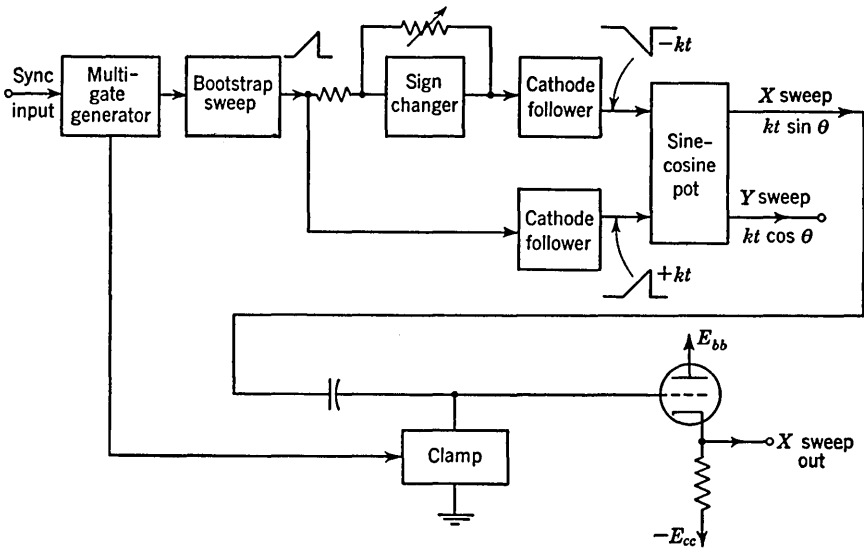 Sync
input
Multi-
gate
generator
Bootstrap
sweep
Sign
changer
Cathode
follower
−kt
Sine–
cosine
pot
X sweep
kt sin θ
Y sweep
kt cos θ
Cathode
follower
+kt
E_bb
Clamp
X sweep
out
−E_cc